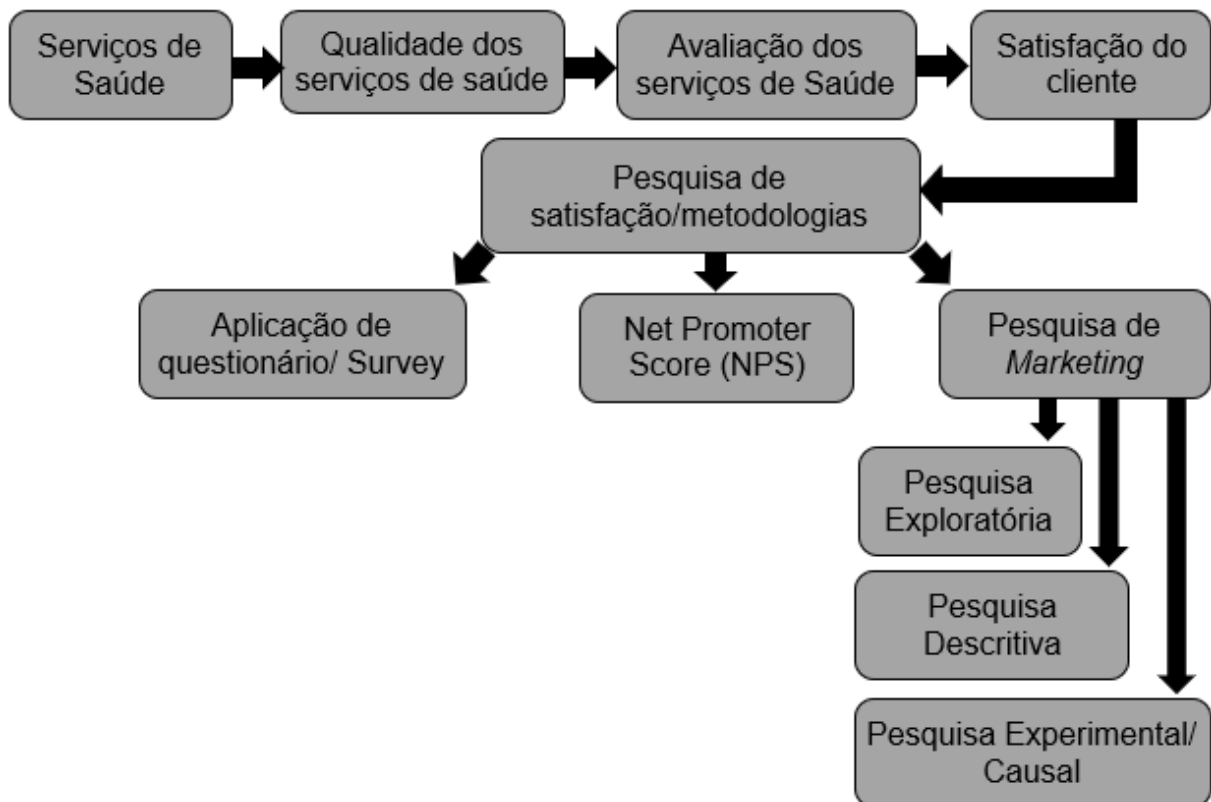 Serviços de
Saúde
Qualidade dos
serviços de saúde
Avaliação dos
serviços de Saúde
Satisfação do
cliente
Pesquisa de
satisfação/metodologias
Aplicação de
questionário/ Survey
Net Promoter
Score (NPS)
Pesquisa de
Marketing
Pesquisa
Exploratória
Pesquisa
Descritiva
Pesquisa Experimental/
Causal